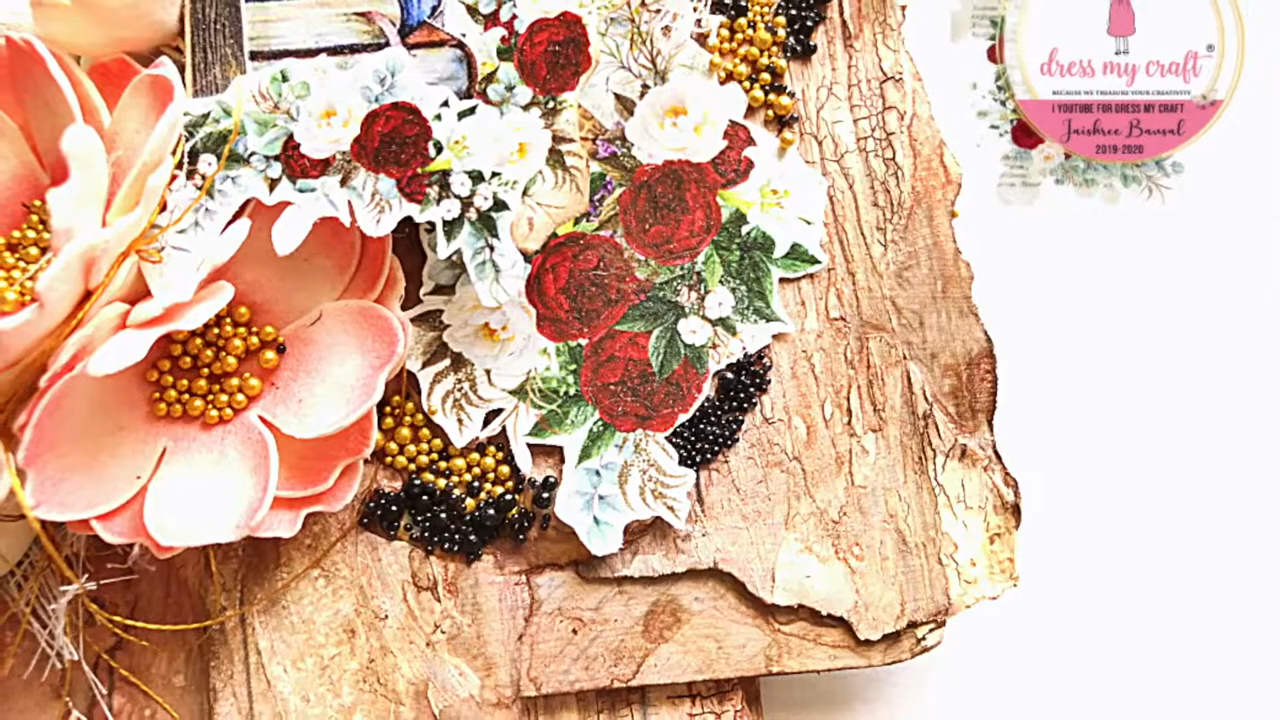 dress my craft®
BECAUSE WE TREASURE YOUR CREATIVITY
I YOUTUBE FOR DRESS MY CRAFT
Jaishree Bansal
2019-2020